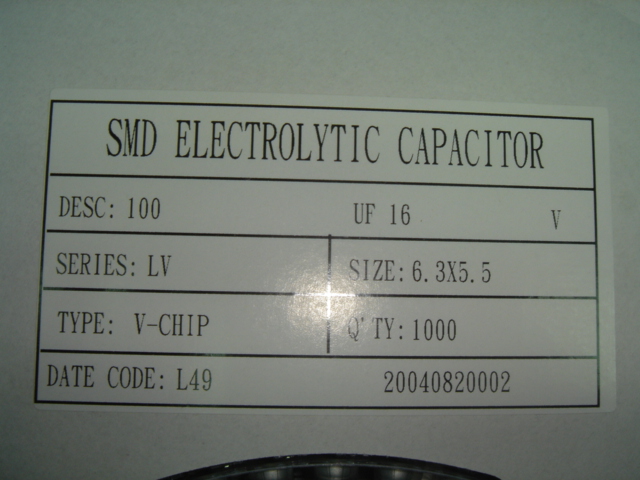 SMD ELECTROLYTIC CAPACITOR
DESC: 100 UF 16 V
SERIES: LV SIZE: 6.3X5.5
TYPE: V-CHIP Q'TY: 1000
DATE CODE: L49 20040820002